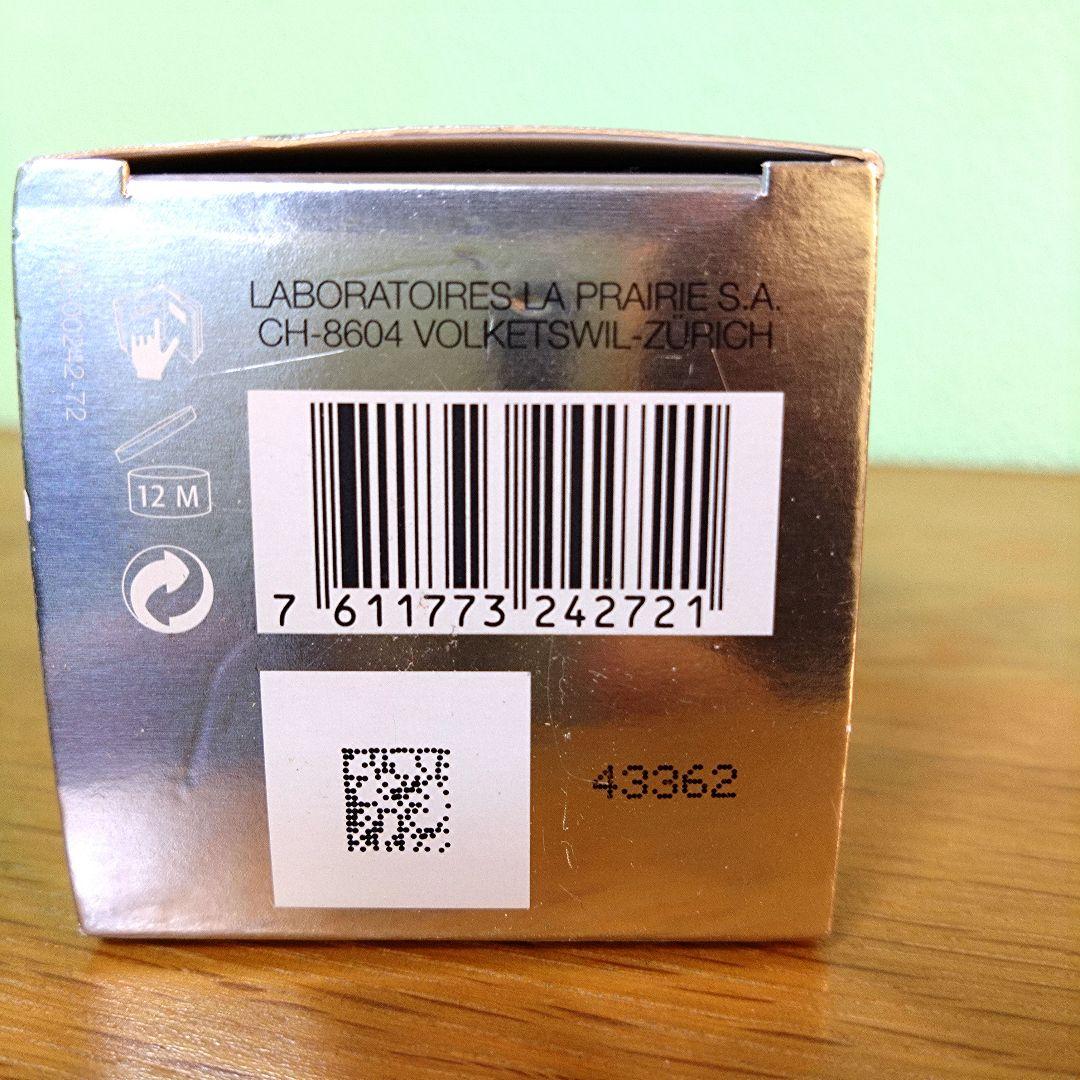 LABORATOIRES LA PRAIRIE S.A.
CH-8604 VOLKETSWIL-ZÜRICH
12 M
7 611773 242721
43362